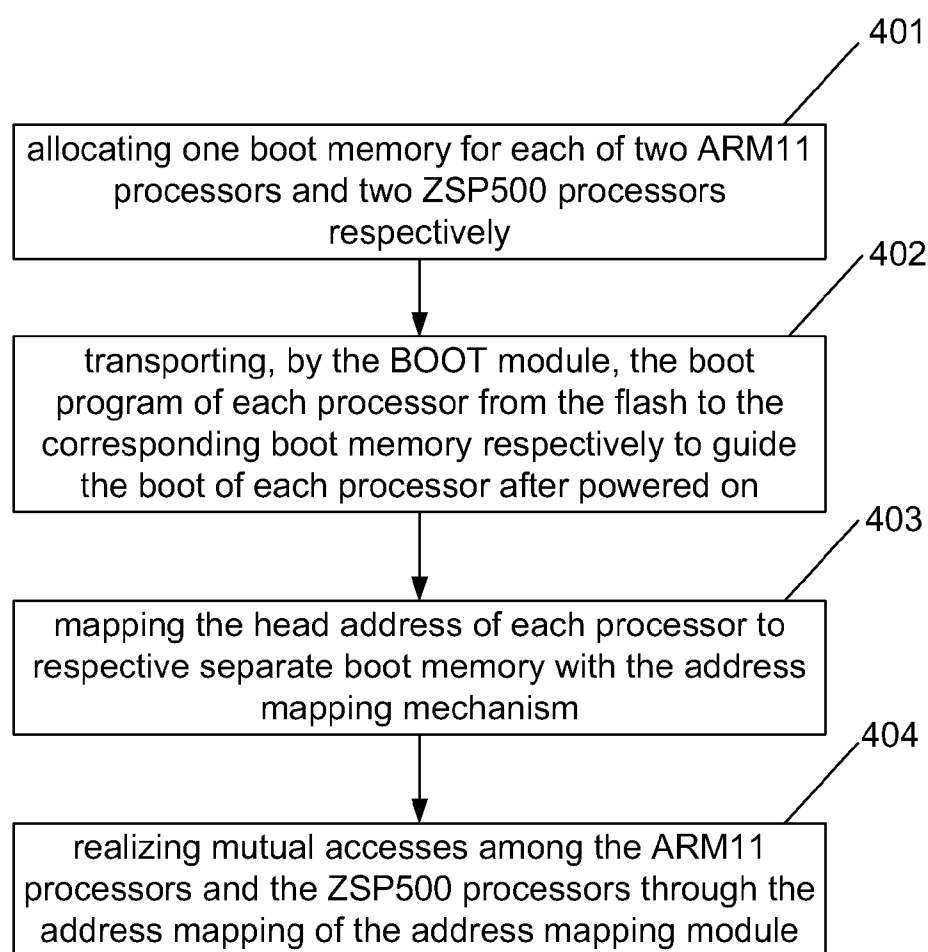 401
allocating one boot memory for each of two ARM11
processors and two ZSP500 processors
respectively
402
transporting, by the BOOT module, the boot
program of each processor from the flash to the
corresponding boot memory respectively to guide
the boot of each processor after powered on
403
mapping the head address of each processor to
respective separate boot memory with the address
mapping mechanism
404
realizing mutual accesses among the ARM11
processors and the ZSP500 processors through the
address mapping of the address mapping module